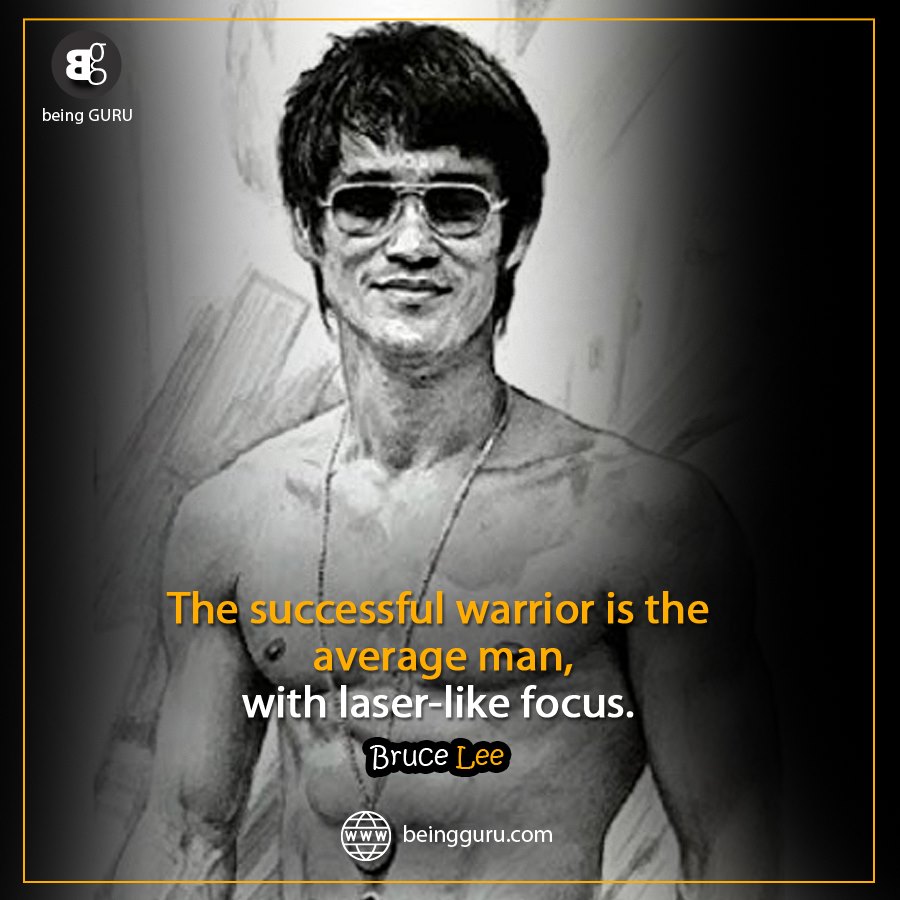 Bg
being GURU
The successful warrior is the
average man,
with laser-like focus.
Bruce Lee
www beingguru.com